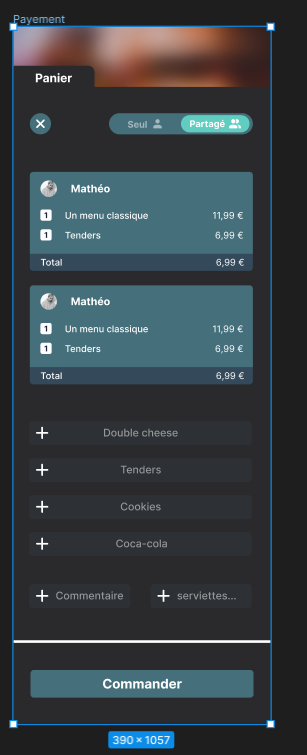 Payement
Panier
Seul
Partagé
Mathéo
1 Un menu classique 11,99 €
1 Tenders 6,99 €
Total 6,99 €
Mathéo
1 Un menu classique 11,99 €
1 Tenders 6,99 €
Total 6,99 €
Double cheese
Tenders
Cookies
Coca-cola
Commentaire
serviettes...
Commander
390 × 1057